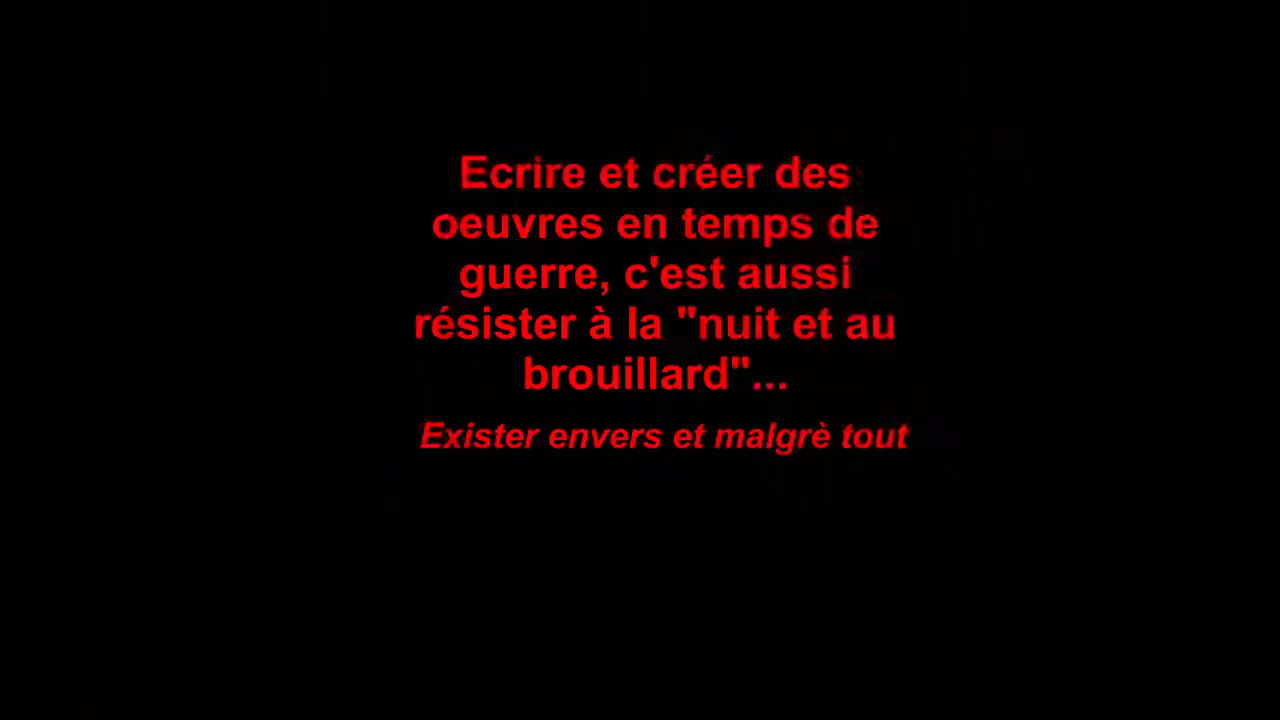 Ecrire et créer des
oeuvres en temps de
guerre, c'est aussi
résister à la "nuit et au
brouillard"...
Exister envers et malgrè tout